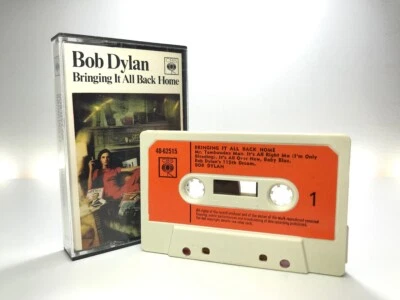 Bob Dylan
Bringing It All Back Home
CBS
40-62515
CBS
BRINGING IT ALL BACK HOME
Mr. Tambourine Man. It's All Right Ma (I'm Only
Bleeding). It's All Over Now, Baby Blue.
Bob Dylan's 115th Dream.
BOB DYLAN
1